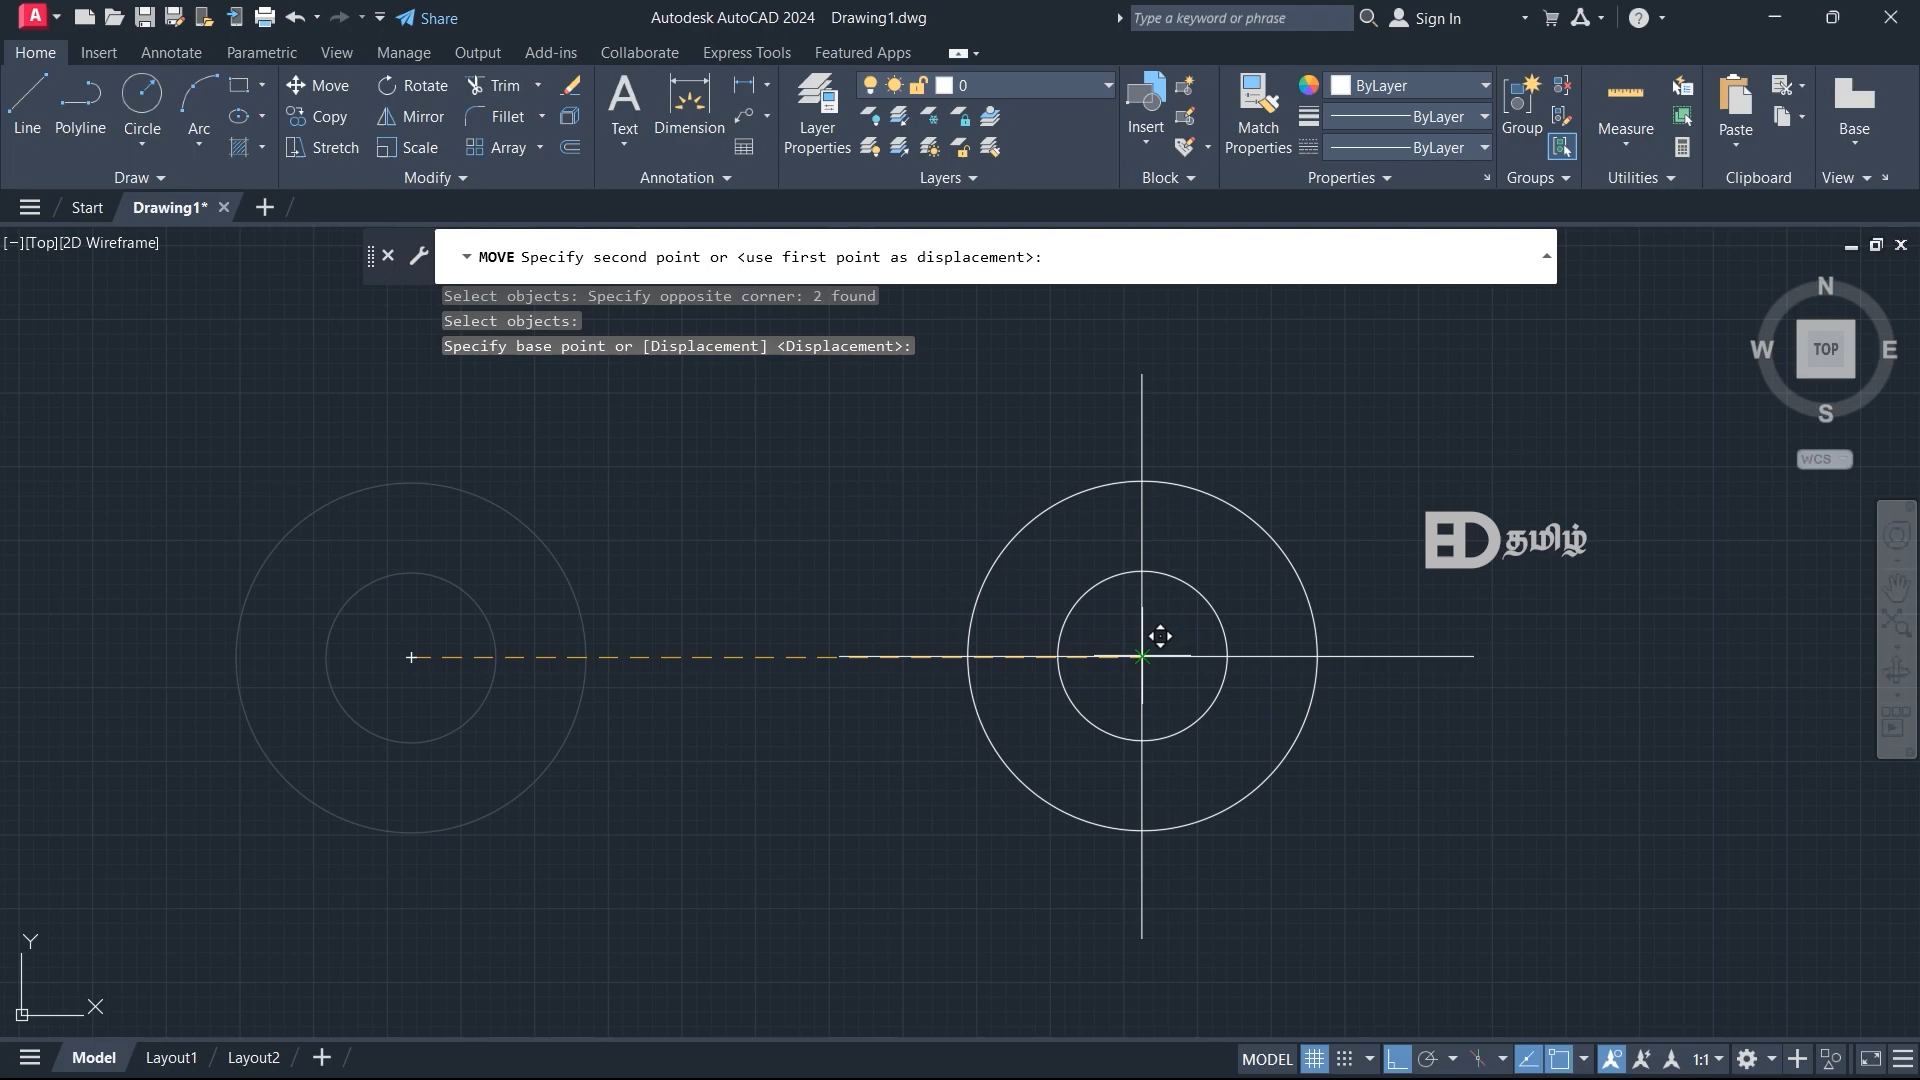 Share
Autodesk AutoCAD 2024 Drawing1.dwg
Type a keyword or phrase
Sign In
Home Insert Annotate Parametric View Manage Output Add-ins Collaborate Express Tools Featured Apps
Line Polyline Circle Arc
Move Rotate Trim
Copy Mirror Fillet
Stretch Scale Array
Text Dimension
Layer Properties
0
Insert
Match Properties
ByLayer
ByLayer
ByLayer
Group
Measure
Paste
Base
Draw Modify Annotation Layers Block Properties Groups Utilities Clipboard View
Start Drawing1*
[−][Top][2D Wireframe]
MOVE Specify second point or <use first point as displacement>:
Select objects: Specify opposite corner: 2 found
Select objects:
Specify base point or [Displacement] <Displacement>:
N
W TOP E
S
WCS
ED தமிழ்
Y
X
Model Layout1 Layout2
MODEL 1:1